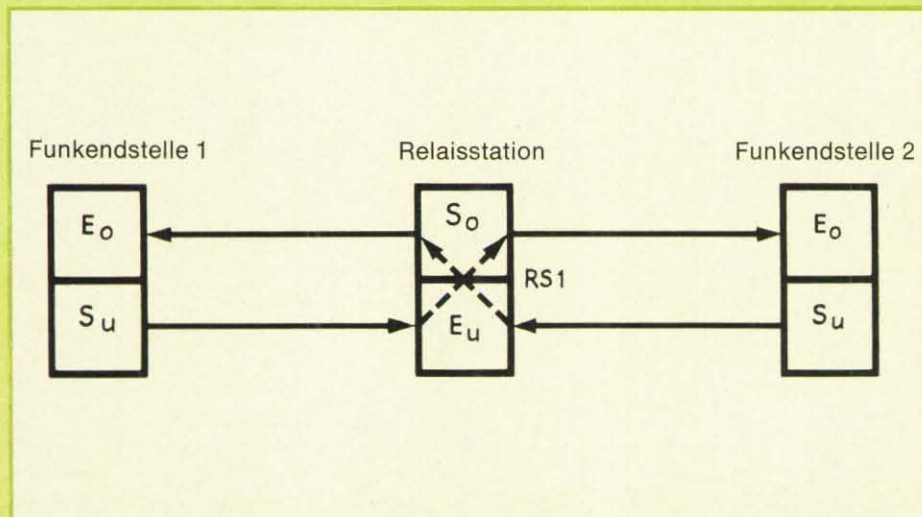 Funkendstelle 1 Relaisstation Funkendstelle 2
Eo So Eo
RS1
Su Eu Su